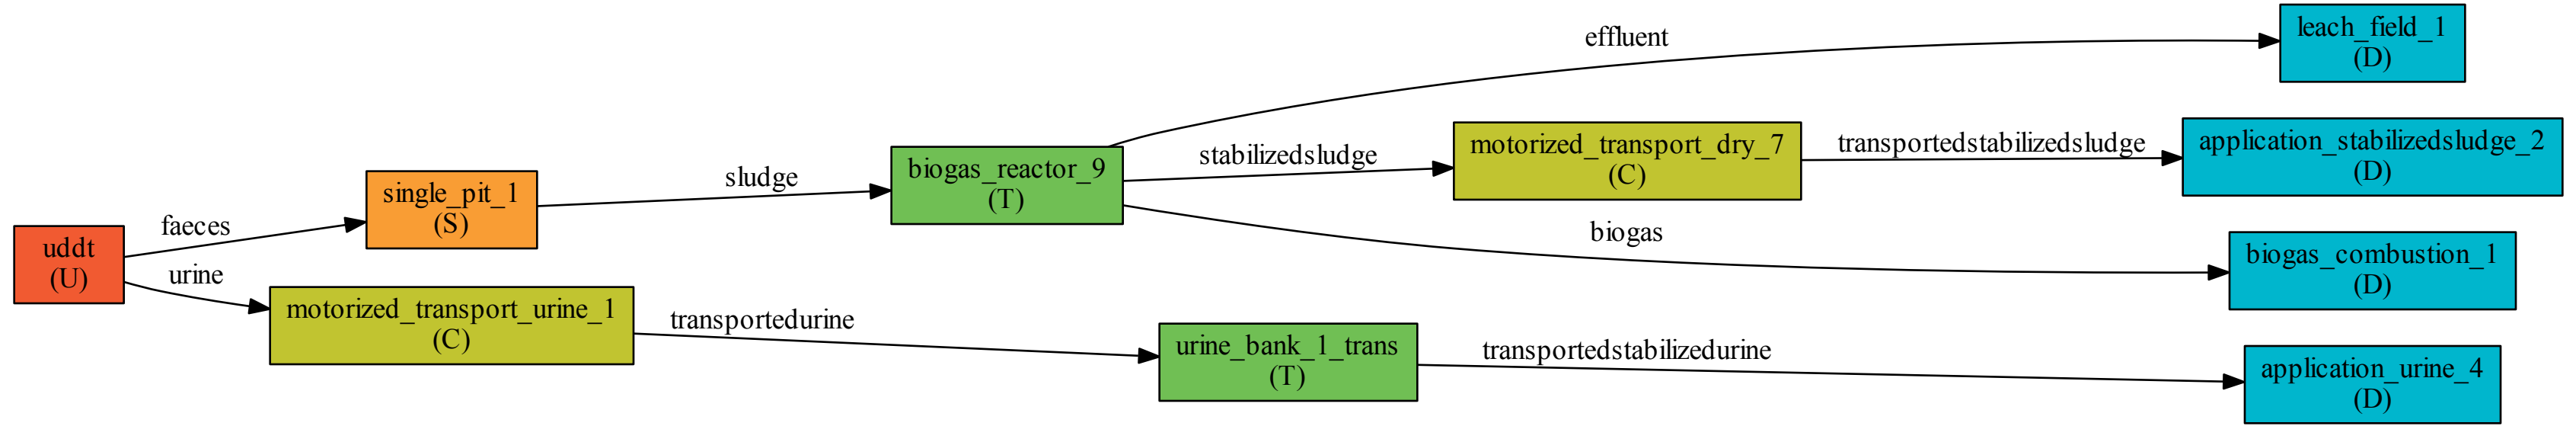 uddt
(U)
faeces
urine
single_pit_1
(S)
motorized_transport_urine_1
(C)
sludge
transportedurine
biogas_reactor_9
(T)
urine_bank_1_trans
(T)
effluent
stabilizedsludge
biogas
transportedstabilizedurine
motorized_transport_dry_7
(C)
transportedstabilizedsludge
leach_field_1
(D)
application_stabilizedsludge_2
(D)
biogas_combustion_1
(D)
application_urine_4
(D)